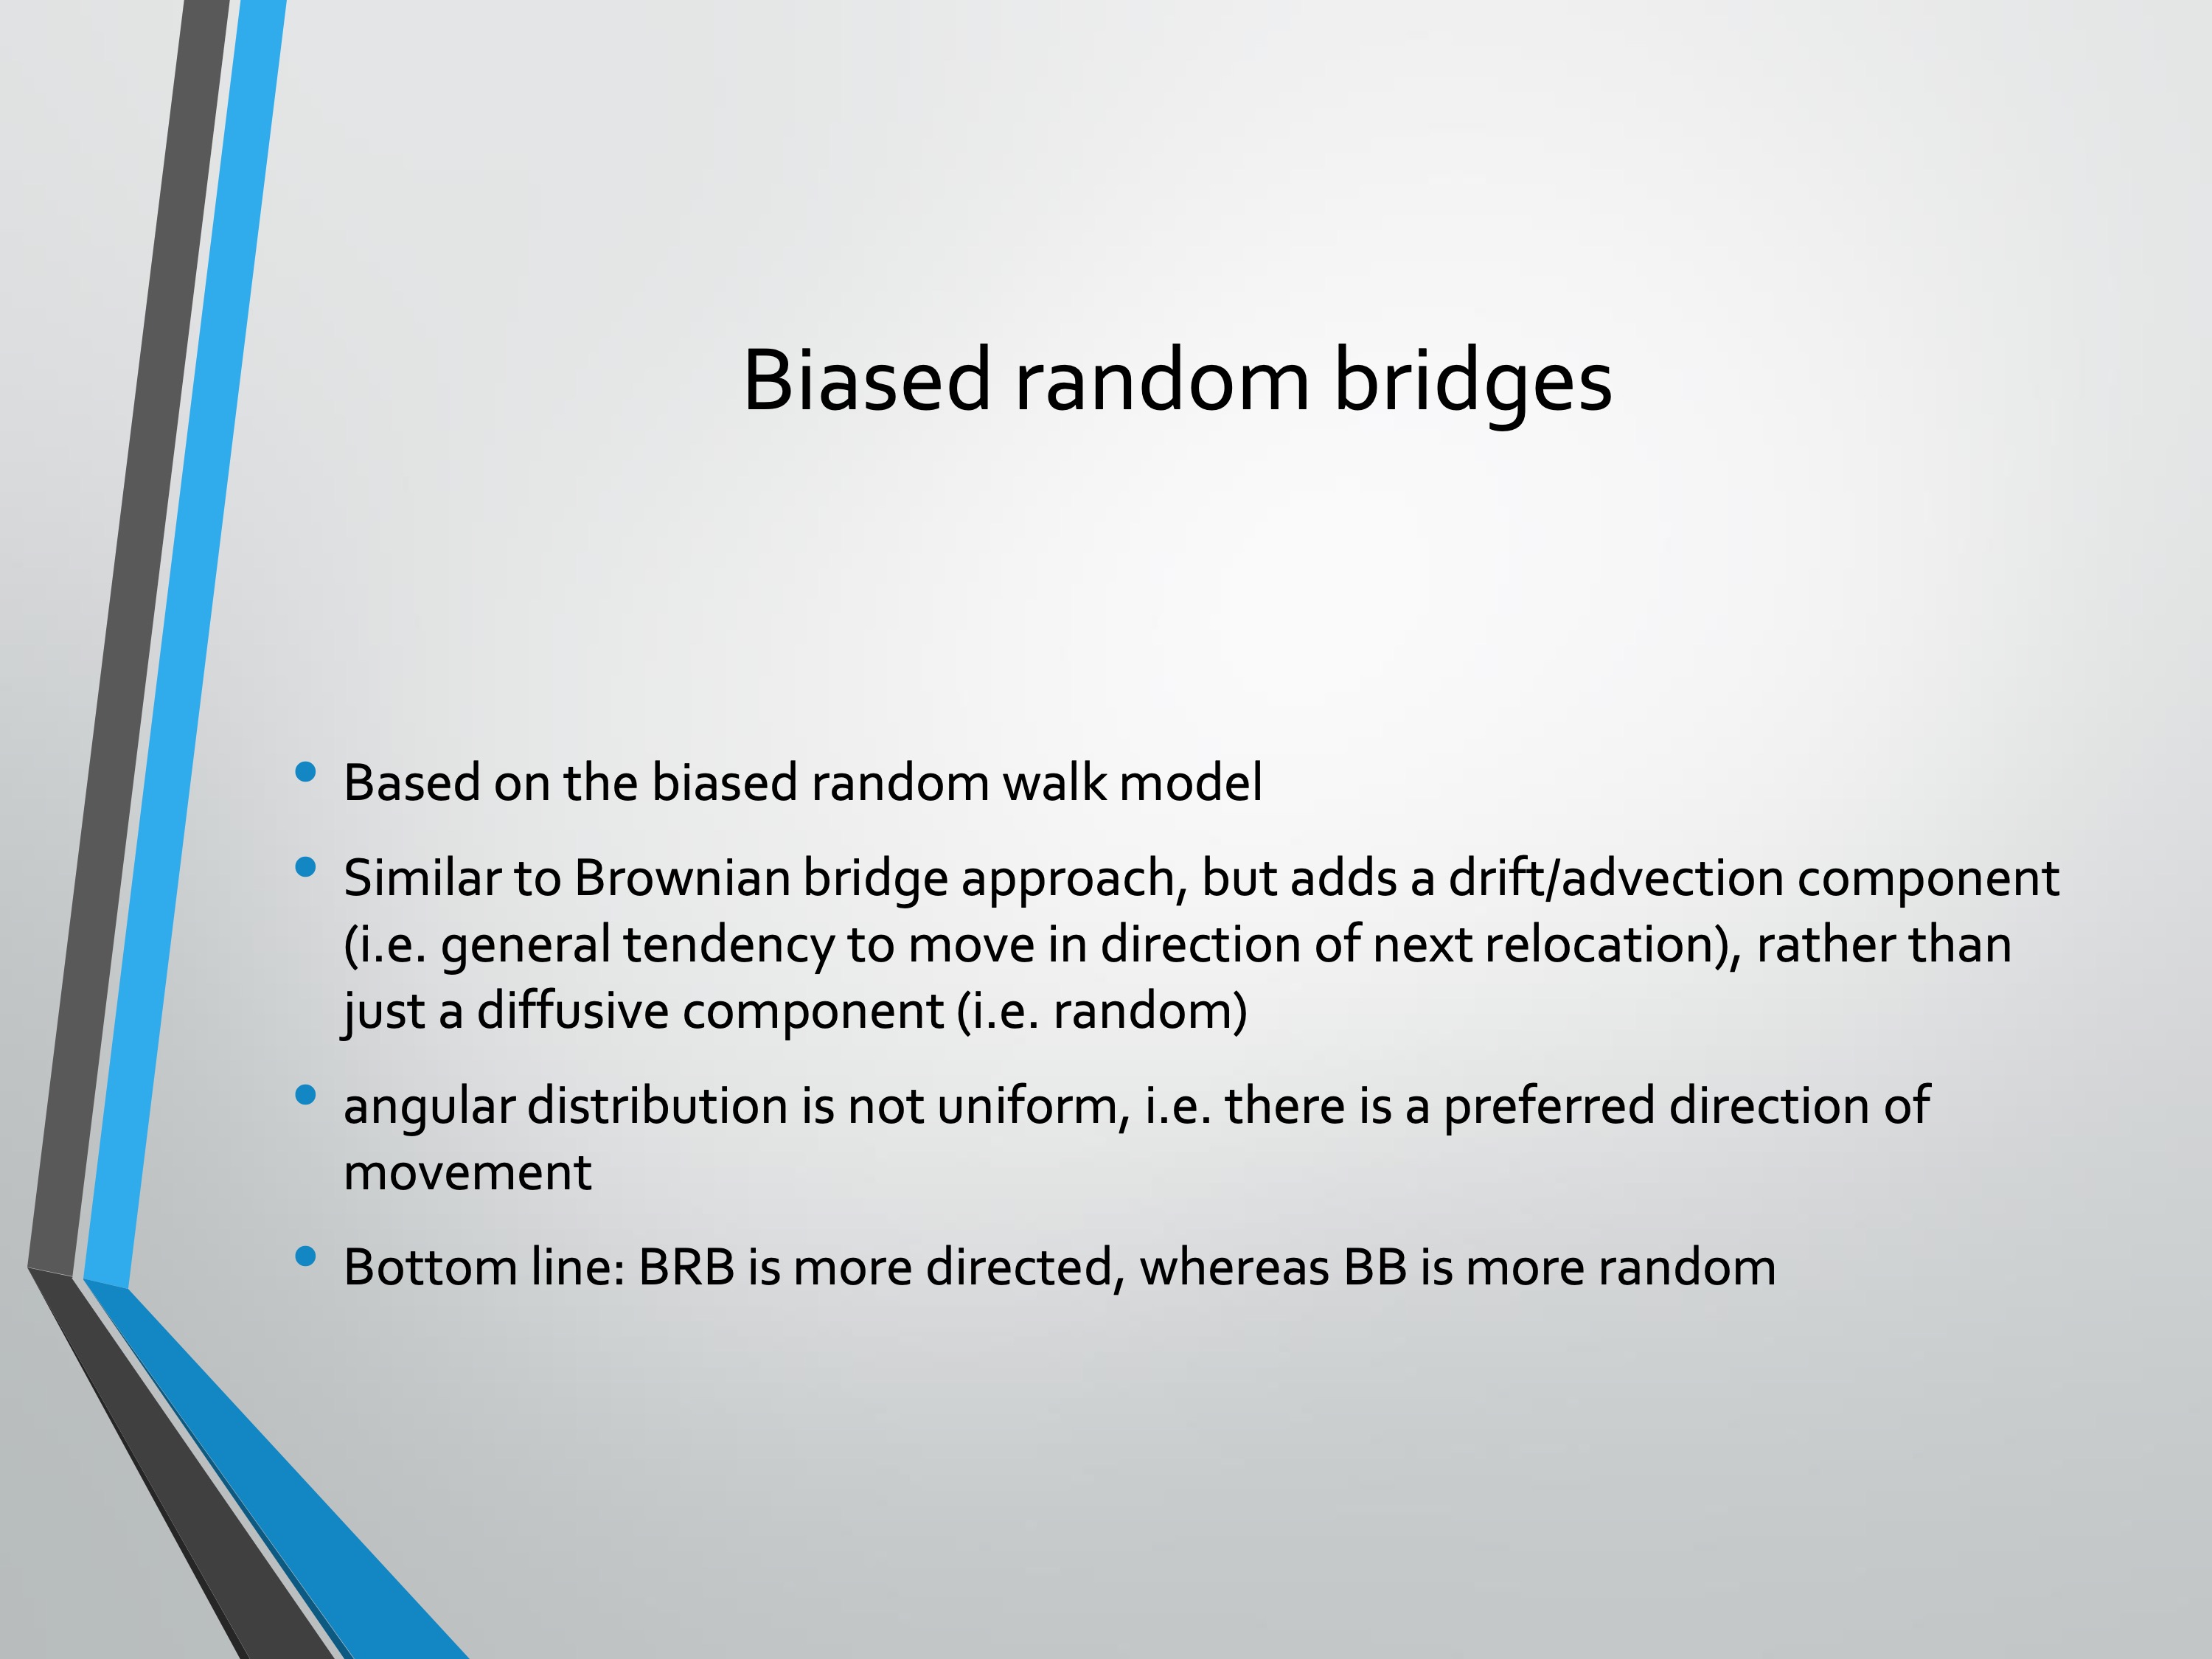 Biased random bridges
• Based on the biased random walk model
• Similar to Brownian bridge approach, but adds a drift/advection component
(i.e. general tendency to move in direction of next relocation), rather than
just a diffusive component (i.e. random)
• angular distribution is not uniform, i.e. there is a preferred direction of
movement
• Bottom line: BRB is more directed, whereas BB is more random